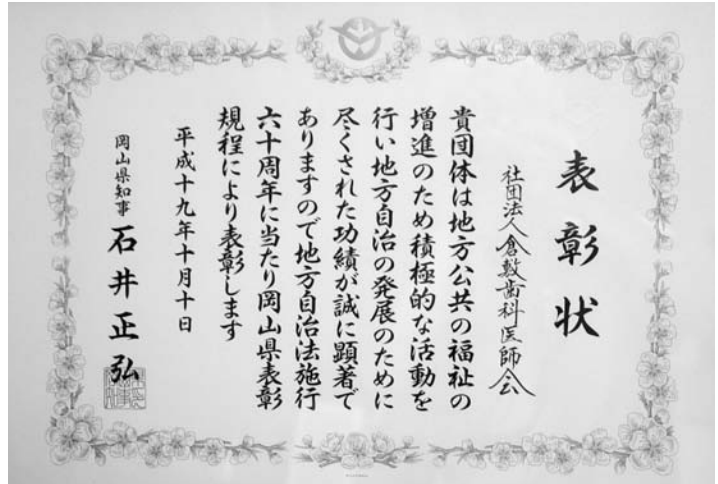 表彰状
社団法人倉敷歯科医師会
貴団体は地方公共の福祉の
増進のため積極的な活動を
行い地方自治の発展のために
尽くされた功績が誠に顕著で
ありますので地方自治法施行
六十周年に当たり岡山県表彰
規程により表彰します
平成十九年十月十日
岡山県知事 石井正弘